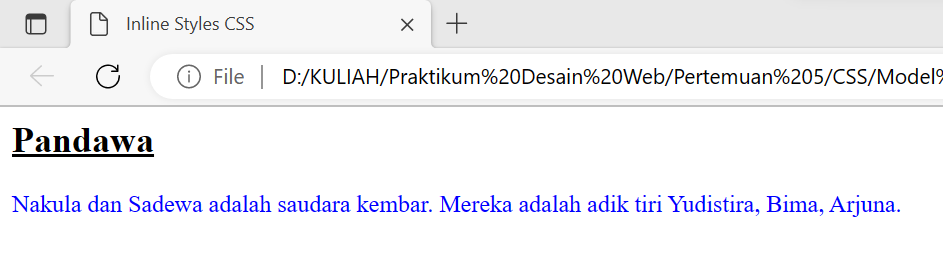 Inline Styles CSS
File | D:/KULIAH/Praktikum%20Desain%20Web/Pertemuan%205/CSS/Model%
Pandawa
Nakula dan Sadewa adalah saudara kembar. Mereka adalah adik tiri Yudistira, Bima, Arjuna.